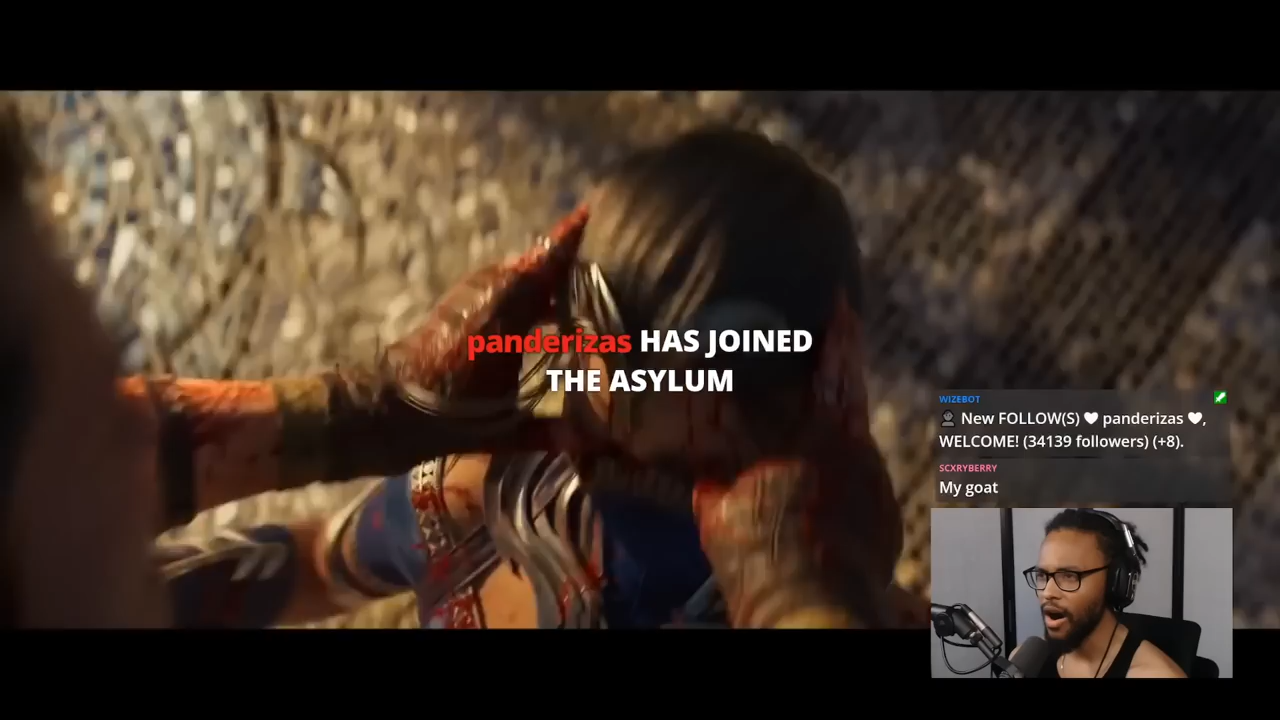 panderizas HAS JOINED
THE ASYLUM
WIZEBOT
New FOLLOW(S) 🤍 panderizas 🤍,
WELCOME! (34139 followers) (+8).
SCXRYBERRY
My goat